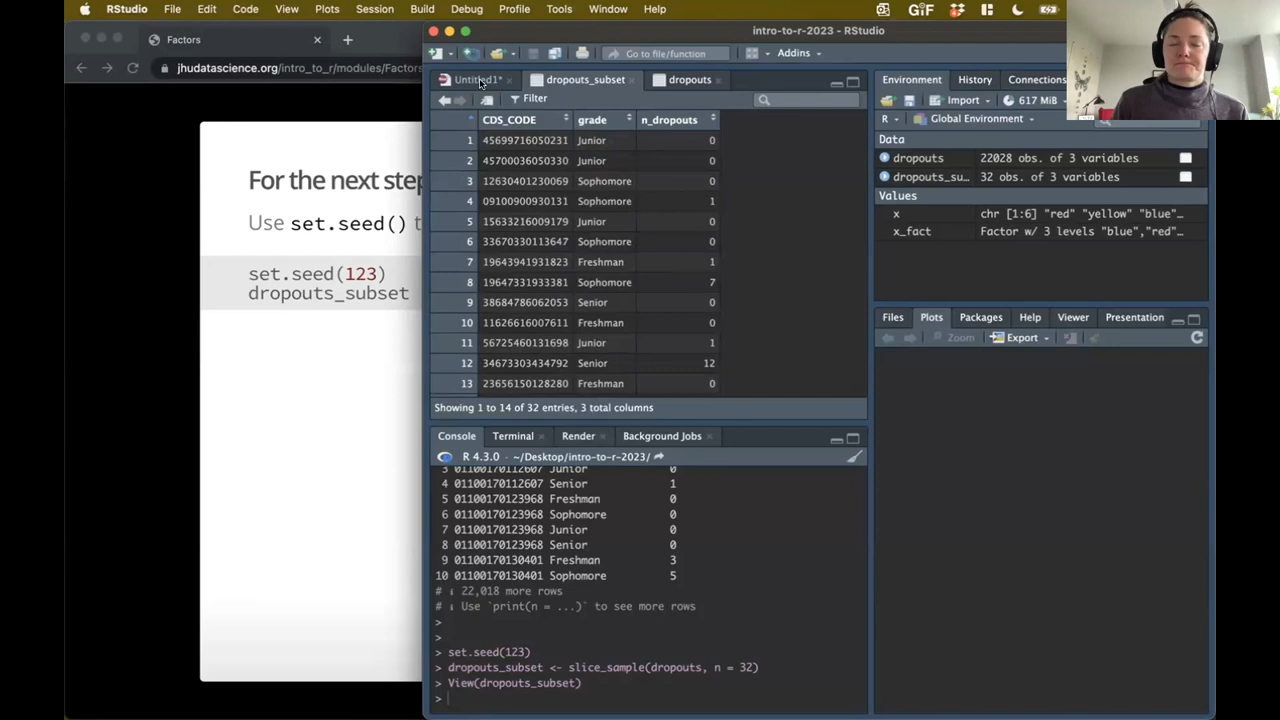 RStudio File Edit Code View Plots Session Build Debug Profile Tools Window Help GIF
Factors
jhudatascience.org/intro_to_r/modules/Factors
For the next step
Use set.seed() t
set.seed(123)
dropouts_subset
intro-to-r-2023 - RStudio
Go to file/function Addins
Untitled1* dropouts_subset dropouts
Filter
CDS_CODE grade n_dropouts
1 45699716050231 Junior 0
2 45700036050330 Junior 0
3 12630401230069 Sophomore 0
4 09100900930131 Sophomore 1
5 15633216009179 Junior 0
6 33670330113647 Sophomore 0
7 19643941931823 Freshman 1
8 19647331933381 Sophomore 7
9 38684786062053 Senior 0
10 11626616007611 Freshman 0
11 56725460131698 Junior 1
12 34673303434792 Senior 12
13 23656150128280 Freshman 0
Showing 1 to 14 of 32 entries, 3 total columns
Console Terminal Render Background Jobs
R 4.3.0 · ~/Desktop/intro-to-r-2023/
3 01100170112607 Junior 0
4 01100170112607 Senior 1
5 01100170123968 Freshman 0
6 01100170123968 Sophomore 0
7 01100170123968 Junior 0
8 01100170123968 Senior 0
9 01100170130401 Freshman 3
10 01100170130401 Sophomore 5
# ℹ 22,018 more rows
# ℹ Use `print(n = ...)` to see more rows
>
>
> set.seed(123)
> dropouts_subset <- slice_sample(dropouts, n = 32)
> View(dropouts_subset)
>
Environment History Connections
Import 617 MiB
R Global Environment
Data
dropouts 22028 obs. of 3 variables
dropouts_su… 32 obs. of 3 variables
Values
x chr [1:6] "red" "yellow" "blue"…
x_fact Factor w/ 3 levels "blue","red"…
Files Plots Packages Help Viewer Presentation
Zoom Export